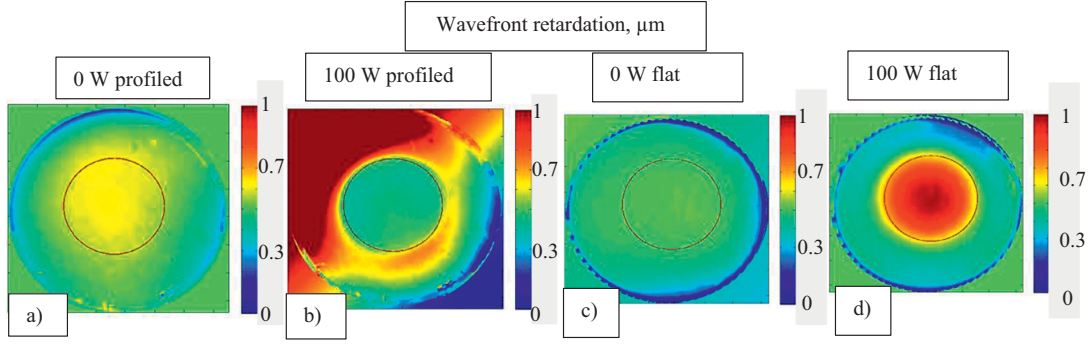 Wavefront retardation, µm
0 W profiled
100 W profiled
0 W flat
100 W flat
1
0.7
0.3
0
a)
1
0.7
0.3
0
b)
1
0.7
0.3
0
c)
1
0.7
0.3
0
d)